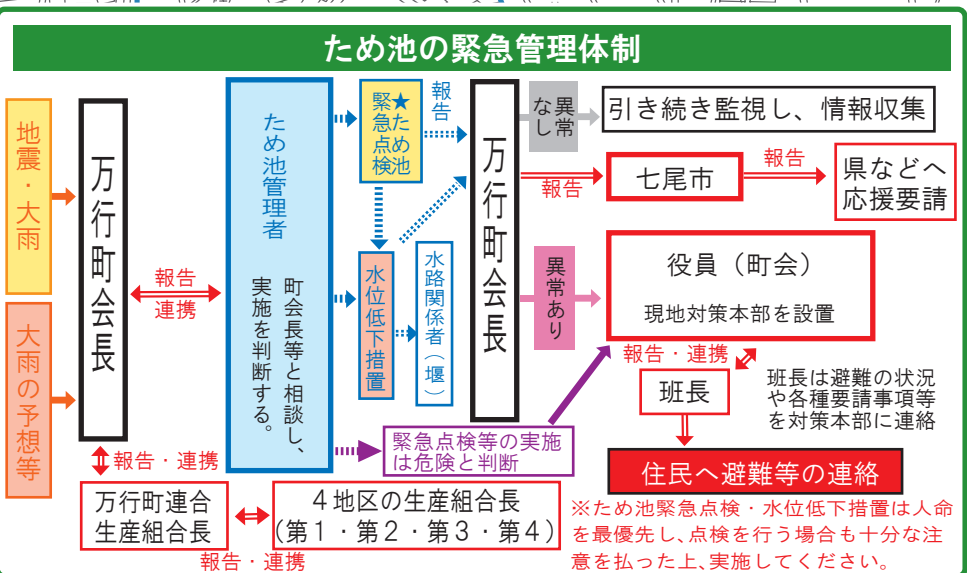 ため池の緊急管理体制
地震・大雨
大雨の予想等
万行町会長
報告
連携
ため池管理者
町会長等と相談し、
実施を判断する。
★ため池
緊急点検
報告
水位低下措置
水路関係者(堰)
緊急点検等の実施
は危険と判断
万行町会長
異常
なし
引き続き監視し、情報収集
報告
七尾市
報告
県などへ
応援要請
異常あり
役員(町会)
現地対策本部を設置
報告・連携
班長
班長は避難の状況
や各種要請事項等
を対策本部に連絡
住民へ避難等の連絡
報告・連携
万行町連合
生産組合長
報告・連携
4地区の生産組合長
(第1・第2・第3・第4)
※ため池緊急点検・水位低下措置は人命
を最優先し、点検を行う場合も十分な注
意を払った上、実施してください。